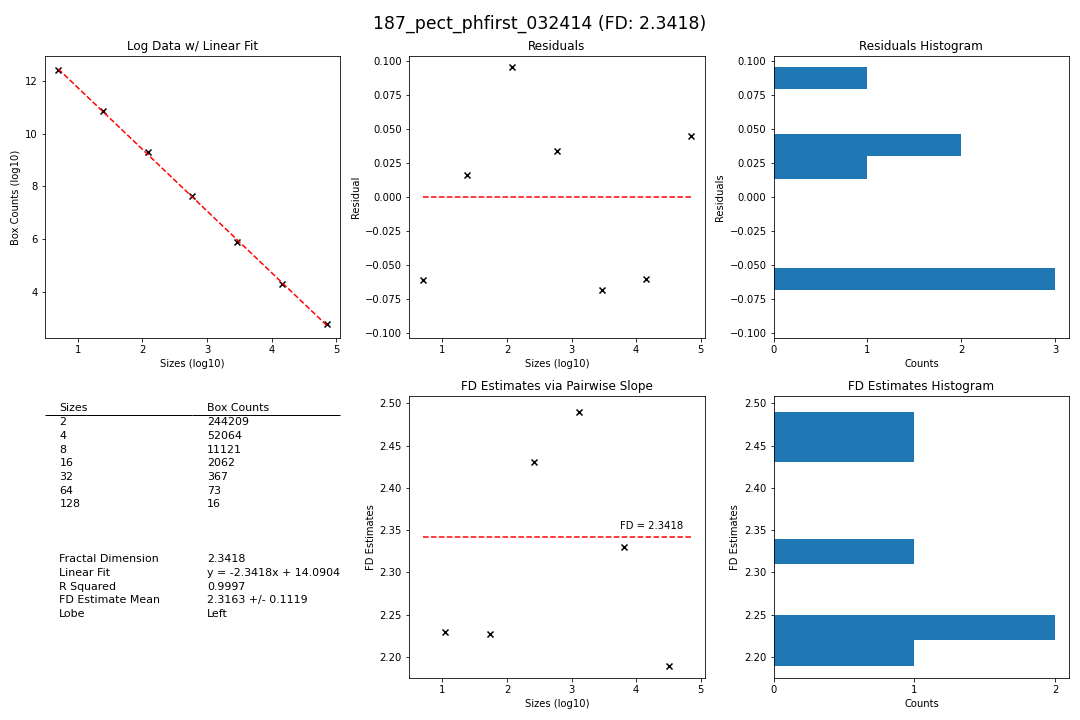 187_pect_phfirst_032414 (FD: 2.3418)
Log Data w/ Linear Fit
Box Counts (log10)
12
10
8
6
4
1 2 3 4 5
Sizes (log10)
Residuals
Residual
0.100
0.075
0.050
0.025
0.000
−0.025
−0.050
−0.075
−0.100
1 2 3 4 5
Sizes (log10)
Residuals Histogram
Residuals
0.100
0.075
0.050
0.025
0.000
−0.025
−0.050
−0.075
−0.100
0 1 2 3
Counts
Sizes Box Counts
2 244209
4 52064
8 11121
16 2062
32 367
64 73
128 16
Fractal Dimension 2.3418
Linear Fit y = -2.3418x + 14.0904
R Squared 0.9997
FD Estimate Mean 2.3163 +/- 0.1119
Lobe Left
FD Estimates via Pairwise Slope
FD Estimates
2.50
2.45
2.40
2.35
2.30
2.25
2.20
FD = 2.3418
1 2 3 4 5
Sizes (log10)
FD Estimates Histogram
FD Estimates
2.50
2.45
2.40
2.35
2.30
2.25
2.20
0 1 2
Counts